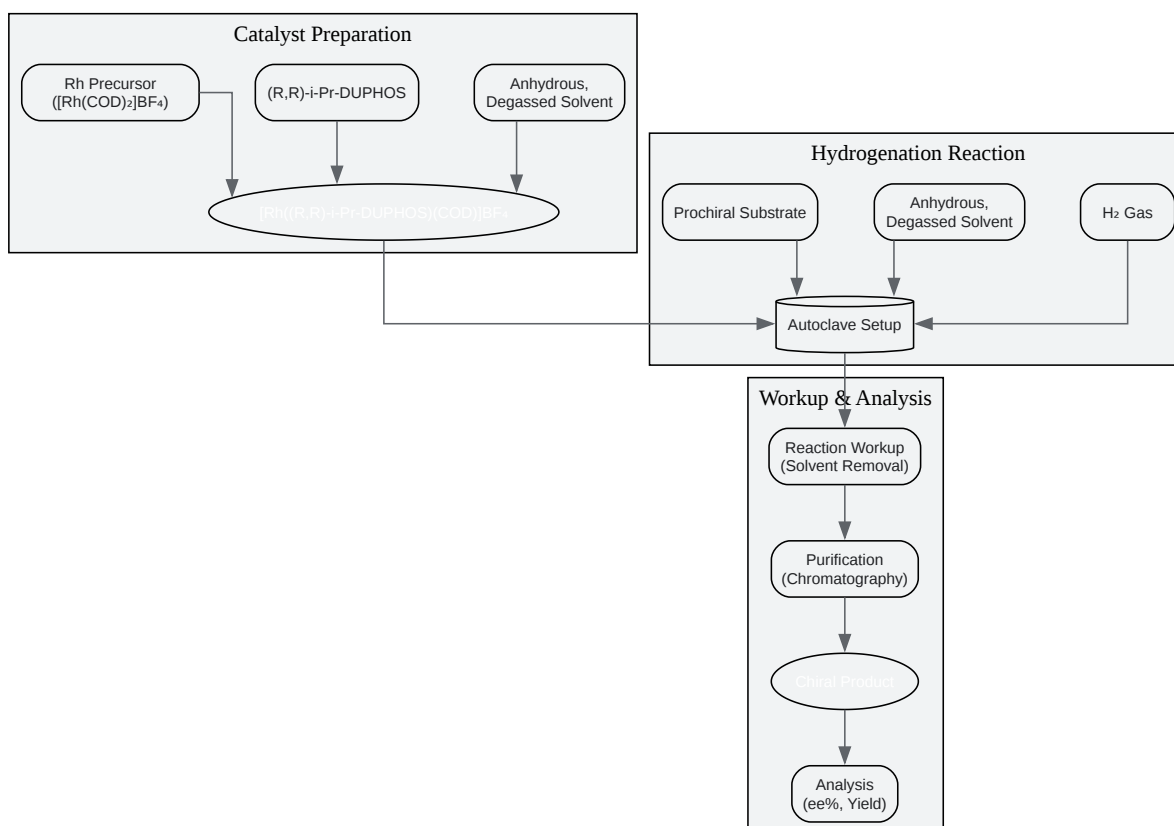 Catalyst Preparation
Rh Precursor
([Rh(COD)₂]BF₄)
(R,R)-i-Pr-DUPHOS
Anhydrous,
Degassed Solvent
[Rh((R,R)-i-Pr-DUPHOS)(COD)]BF₄
Hydrogenation Reaction
Prochiral Substrate
Anhydrous,
Degassed Solvent
H₂ Gas
Autoclave Setup
Workup & Analysis
Reaction Workup
(Solvent Removal)
Purification
(Chromatography)
Chiral Product
Analysis
(ee%, Yield)